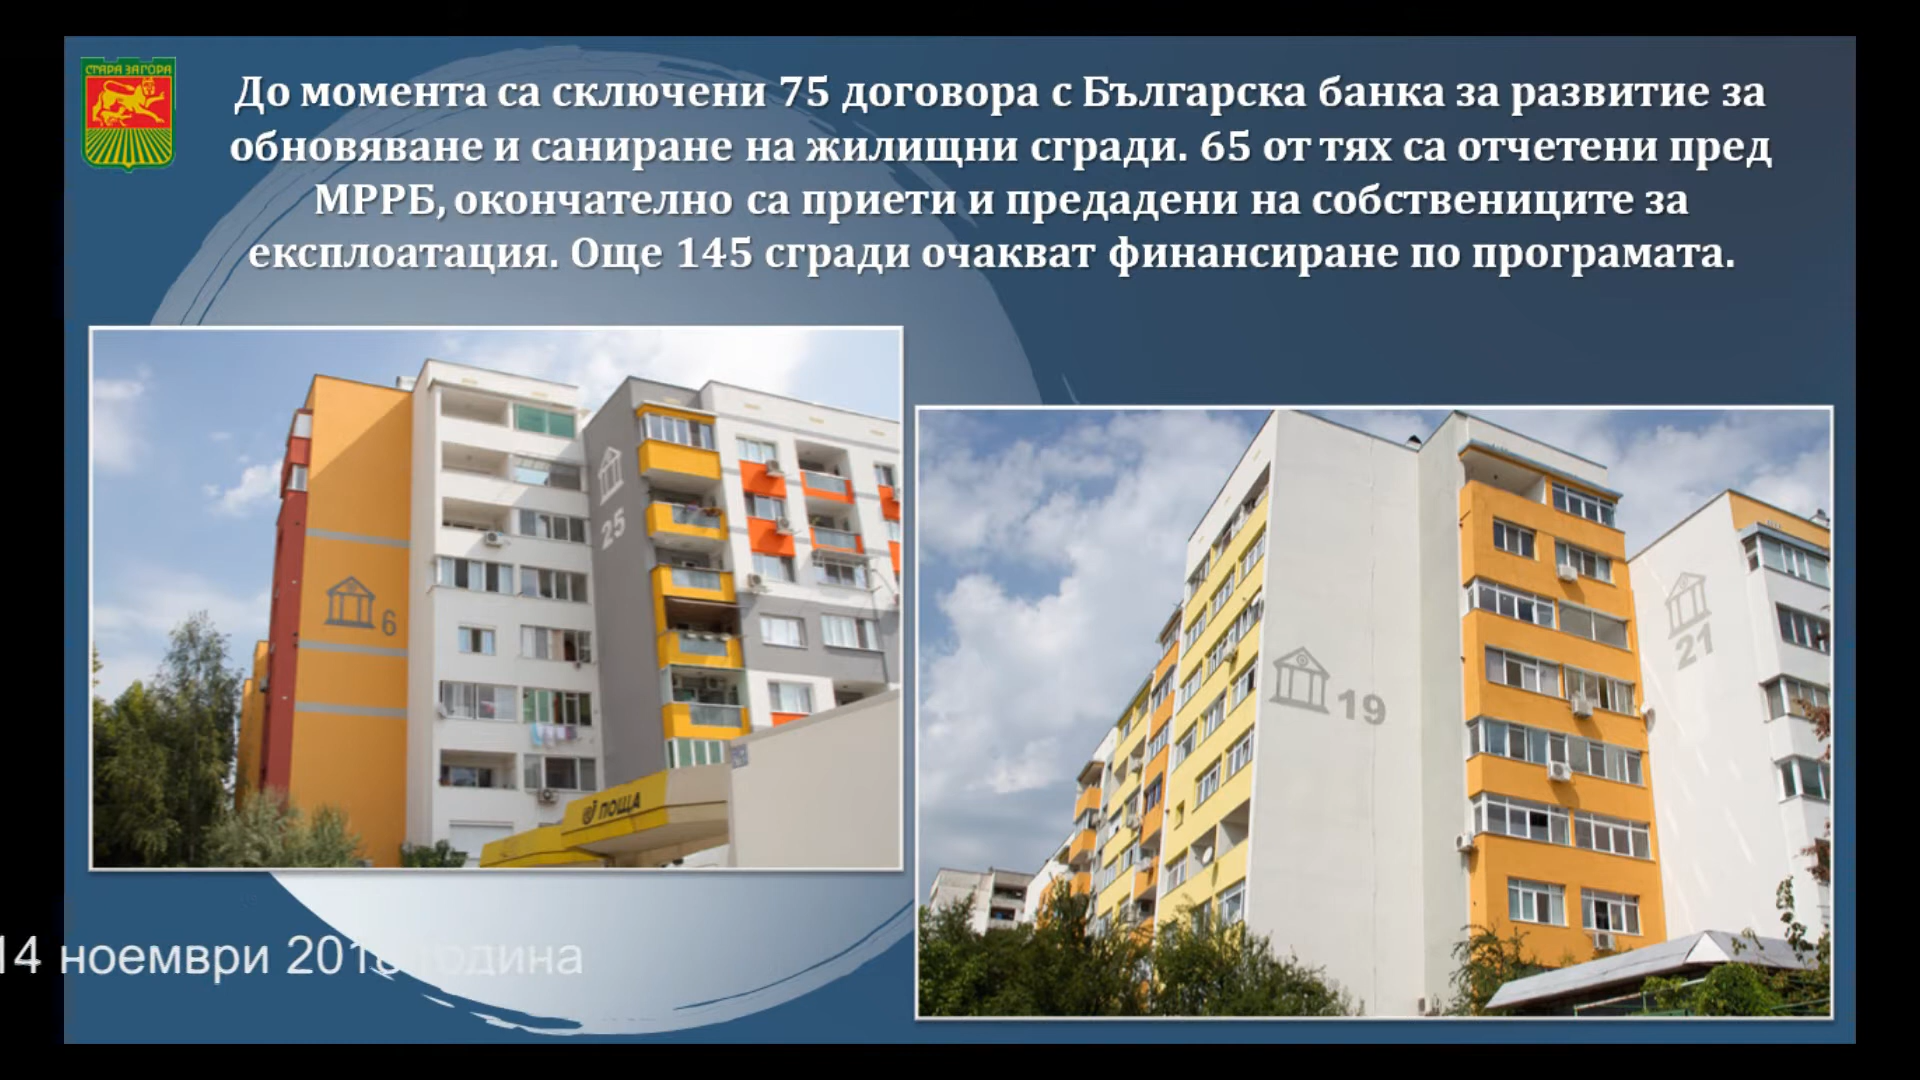 СТАРА ЗАГОРА
До момента са сключени 75 договора с Българска банка за развитие за
обновяване и саниране на жилищни сгради. 65 от тях са отчетени пред
МРРБ, окончателно са приети и предадени на собствениците за
експлоатация. Още 145 сгради очакват финансиране по програмата.
6
25
ПОЩА
19
21
14 ноември 2018 година